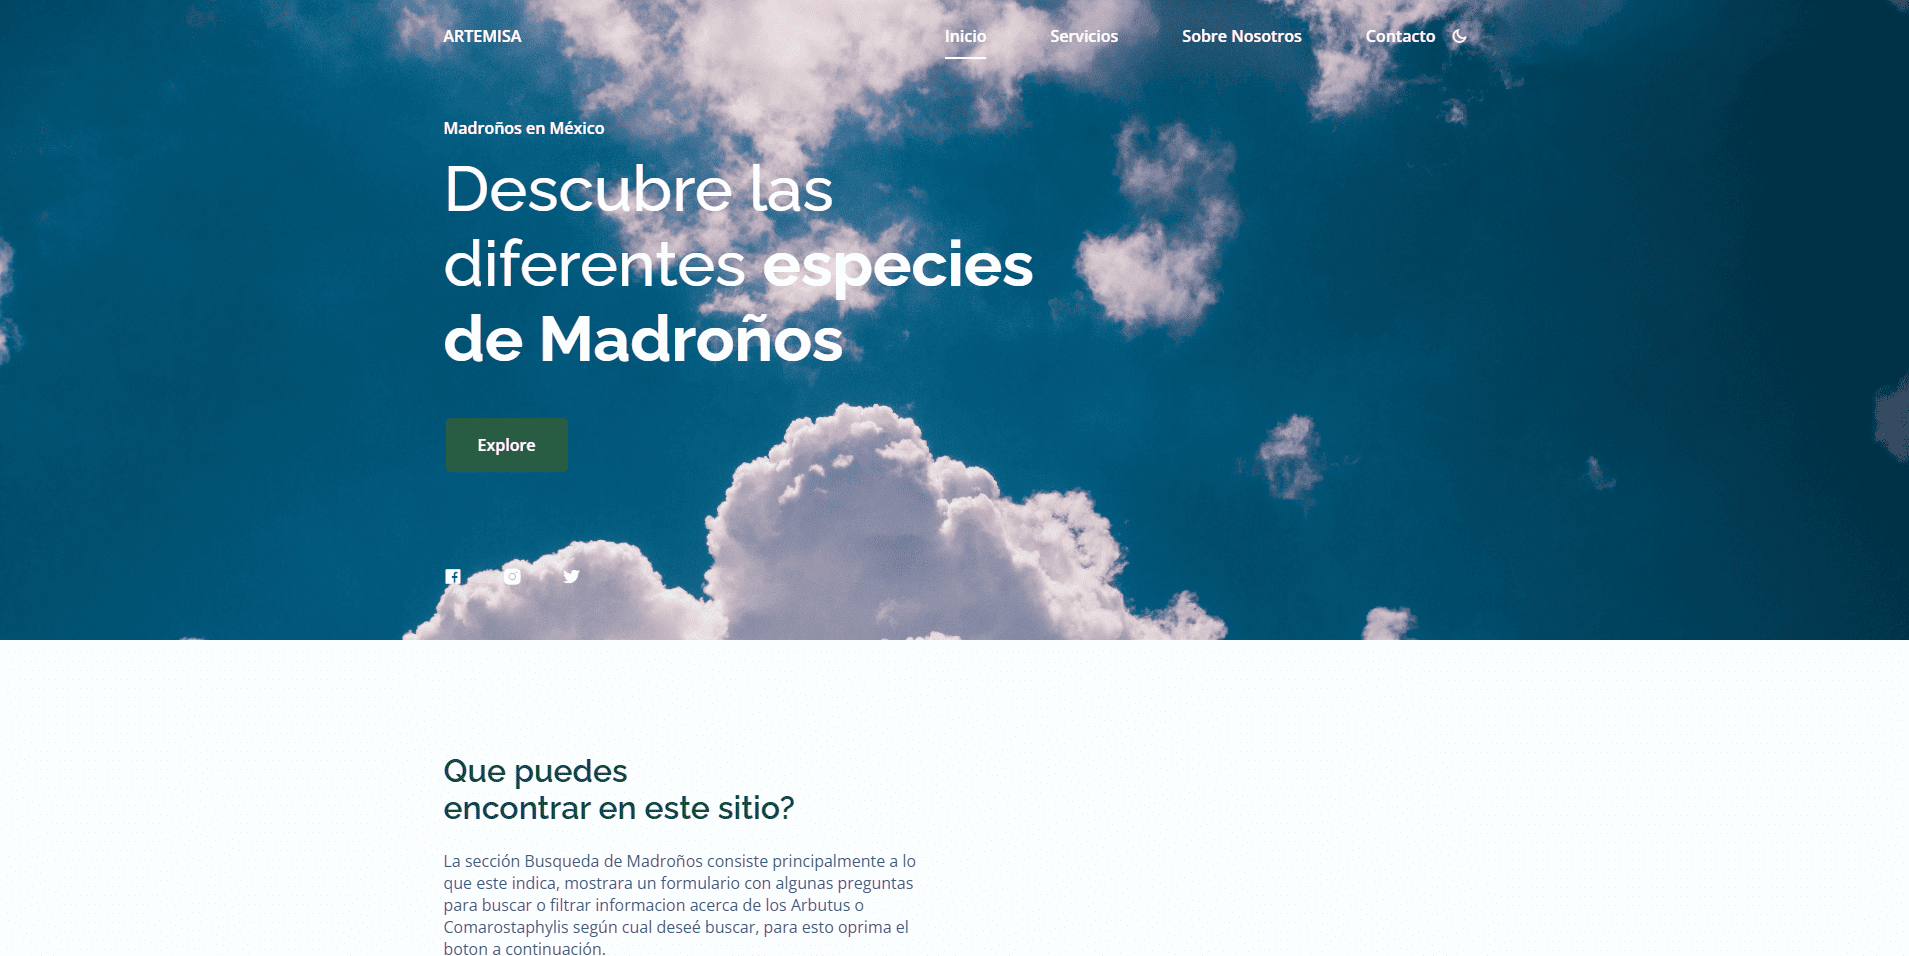 ARTEMISA
Inicio
Servicios
Sobre Nosotros
Contacto
Madroños en México
Descubre las
diferentes especies
de Madroños
Explore
Que puedes
encontrar en este sitio?
La sección Busqueda de Madroños consiste principalmente a lo
que este indica, mostrara un formulario con algunas preguntas
para buscar o filtrar informacion acerca de los Arbutus o
Comarostaphylis según cual deseé buscar, para esto oprima el
boton a continuación.